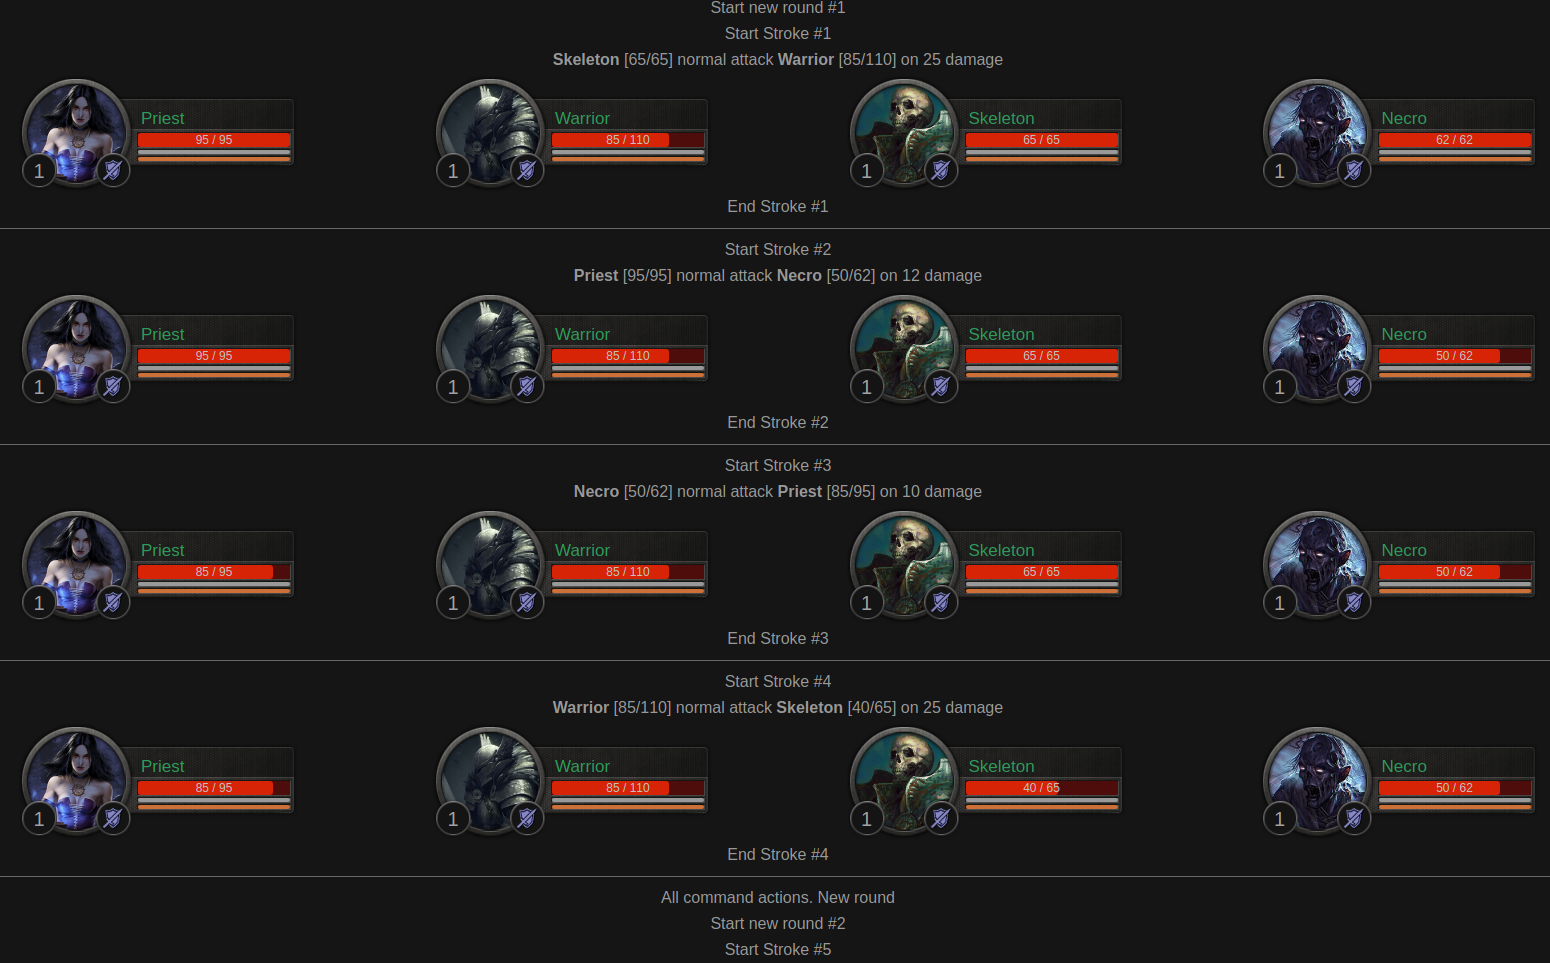 Start new round #1
Start Stroke #1
Skeleton [65/65] normal attack Warrior [85/110] on 25 damage
Priest Warrior Skeleton Necro
95 / 95 85 / 110 65 / 65 62 / 62
1 1 1 1
End Stroke #1
Start Stroke #2
Priest [95/95] normal attack Necro [50/62] on 12 damage
Priest Warrior Skeleton Necro
95 / 95 85 / 110 65 / 65 50 / 62
1 1 1 1
End Stroke #2
Start Stroke #3
Necro [50/62] normal attack Priest [85/95] on 10 damage
Priest Warrior Skeleton Necro
85 / 95 85 / 110 65 / 65 50 / 62
1 1 1 1
End Stroke #3
Start Stroke #4
Warrior [85/110] normal attack Skeleton [40/65] on 25 damage
Priest Warrior Skeleton Necro
85 / 95 85 / 110 40 / 65 50 / 62
1 1 1 1
End Stroke #4
All command actions. New round
Start new round #2
Start Stroke #5